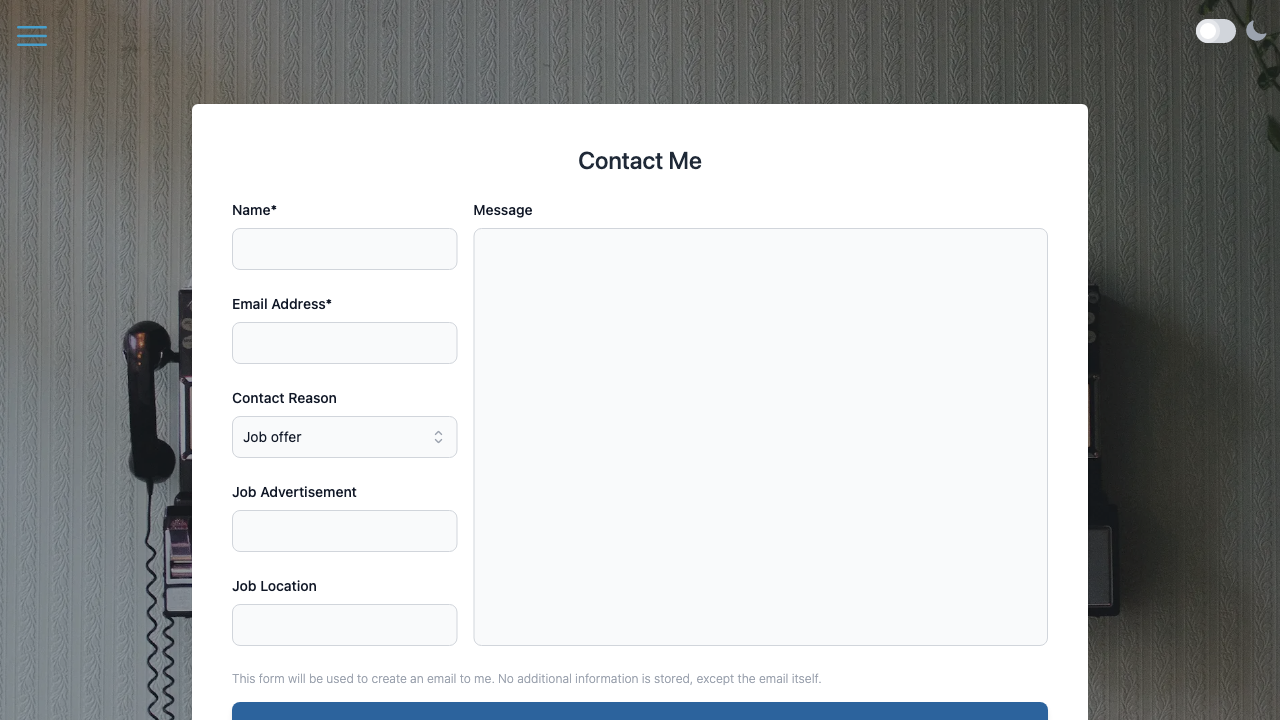 Contact Me
Name*
Message
Email Address*
Contact Reason
Job offer
Job Advertisement
Job Location
This form will be used to create an email to me. No additional information is stored, except the email itself.